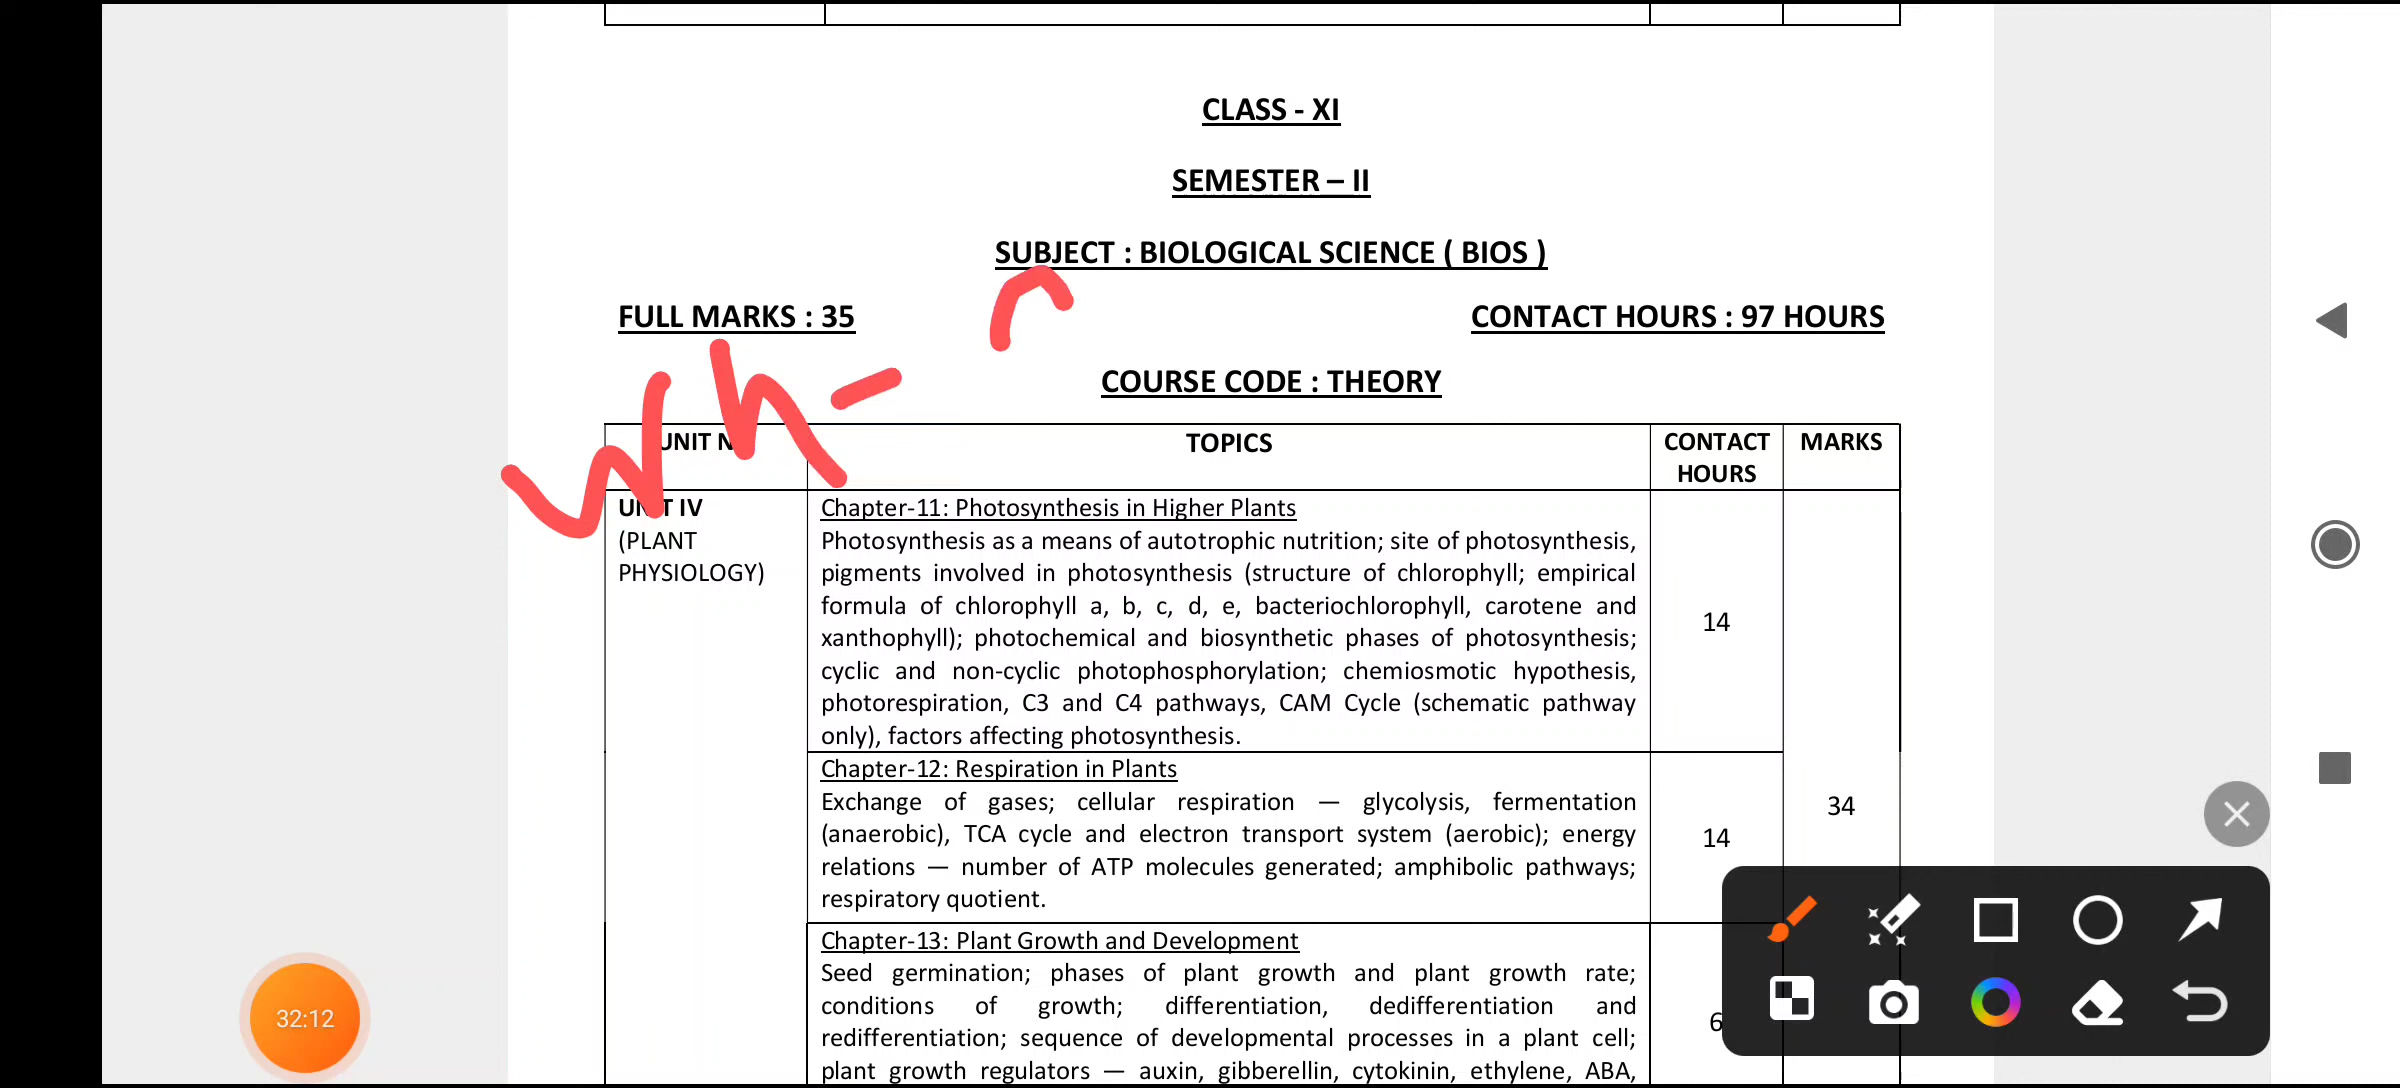 CLASS - XI
SEMESTER – II
SUBJECT : BIOLOGICAL SCIENCE ( BIOS )
FULL MARKS : 35
CONTACT HOURS : 97 HOURS
wh-
COURSE CODE : THEORY
UNIT N
TOPICS
CONTACT HOURS
MARKS
UNIT IV
(PLANT
PHYSIOLOGY)
Chapter-11: Photosynthesis in Higher Plants
Photosynthesis as a means of autotrophic nutrition; site of photosynthesis,
pigments involved in photosynthesis (structure of chlorophyll; empirical
formula of chlorophyll a, b, c, d, e, bacteriochlorophyll, carotene and
xanthophyll); photochemical and biosynthetic phases of photosynthesis;
cyclic and non-cyclic photophosphorylation; chemiosmotic hypothesis,
photorespiration, C3 and C4 pathways, CAM Cycle (schematic pathway
only), factors affecting photosynthesis.
14
Chapter-12: Respiration in Plants
Exchange of gases; cellular respiration — glycolysis, fermentation
(anaerobic), TCA cycle and electron transport system (aerobic); energy
relations — number of ATP molecules generated; amphibolic pathways;
respiratory quotient.
14
34
Chapter-13: Plant Growth and Development
Seed germination; phases of plant growth and plant growth rate;
conditions of growth; differentiation, dedifferentiation and
redifferentiation; sequence of developmental processes in a plant cell;
plant growth regulators — auxin, gibberellin, cytokinin, ethylene, ABA,
6
32:12